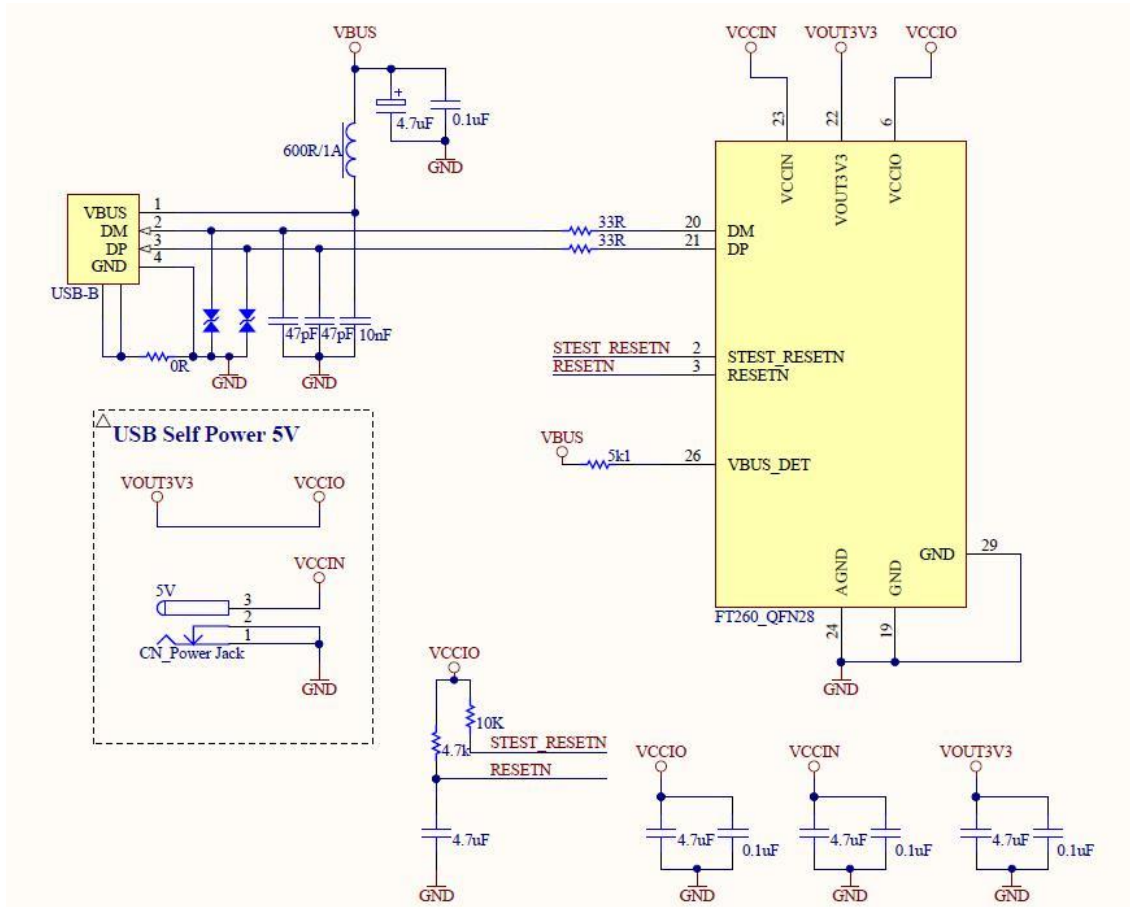 VBUS
+
4.7uF
0.1uF
GND
600R/1A
VCCIN
VOUT3V3
VCCIO
23
22
6
VCCIN
VOUT3V3
VCCIO
VBUS
1
DM
2
DP
3
GND
4
USB-B
33R
33R
20
DM
21
DP
47pF
47pF
10nF
0R
GND
GND
STEST_RESETN
2
STEST_RESETN
RESETN
3
RESETN
VBUS
5k1
26
VBUS_DET
USB Self Power 5V
VOUT3V3
VCCIO
VCCIN
5V
3
2
1
CN_Power Jack
GND
GND
29
AGND
GND
FT260_QFN28
24
19
GND
VCCIO
10K
4.7k
STEST_RESETN
RESETN
4.7uF
GND
VCCIO
4.7uF
0.1uF
GND
VCCIN
4.7uF
0.1uF
GND
VOUT3V3
4.7uF
0.1uF
GND